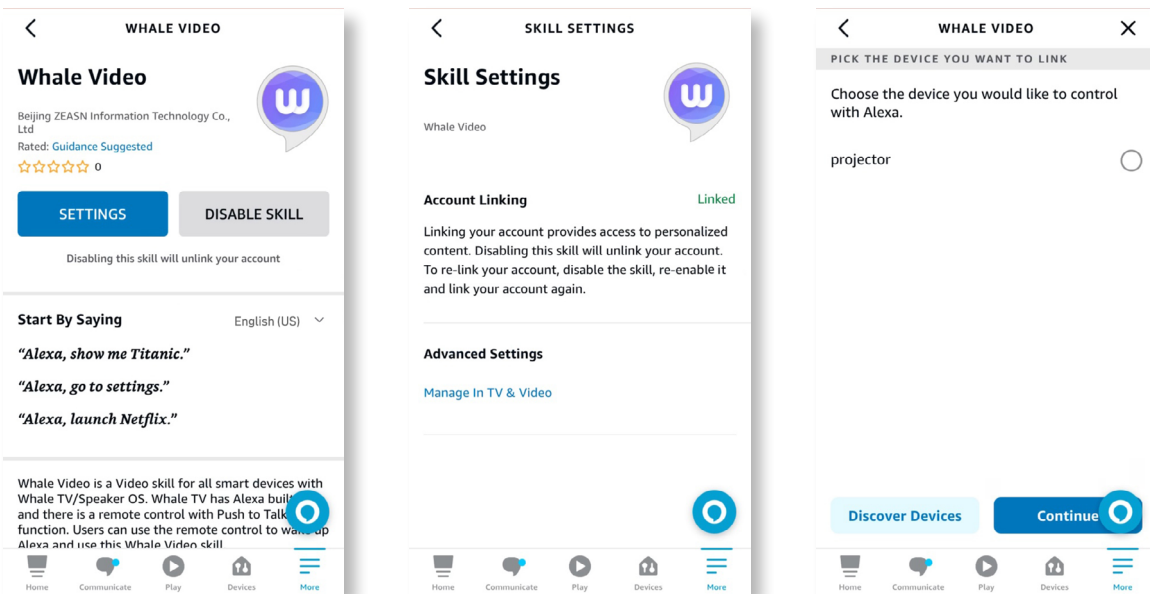 WHALE VIDEO
Whale Video
Beijing ZEASN Information Technology Co.,
Ltd
Rated: Guidance Suggested
0
SETTINGS
DISABLE SKILL
Disabling this skill will unlink your account
Start By Saying
English (US)
“Alexa, show me Titanic.”
“Alexa, go to settings.”
“Alexa, launch Netflix.”
Whale Video is a Video skill for all smart devices with
Whale TV/Speaker OS. Whale TV has Alexa built
and there is a remote control with Push to Talk
function. Users can use the remote control to wake up
Alexa and use this Whale Video skill
Home
Communicate
Play
Devices
More
SKILL SETTINGS
Skill Settings
Whale Video
Account Linking
Linked
Linking your account provides access to personalized
content. Disabling this skill will unlink your account.
To re-link your account, disable the skill, re-enable it
and link your account again.
Advanced Settings
Manage In TV & Video
Home
Communicate
Play
Devices
More
WHALE VIDEO
PICK THE DEVICE YOU WANT TO LINK
Choose the device you would like to control
with Alexa.
projector
Discover Devices
Continue
Home
Communicate
Play
Devices
More